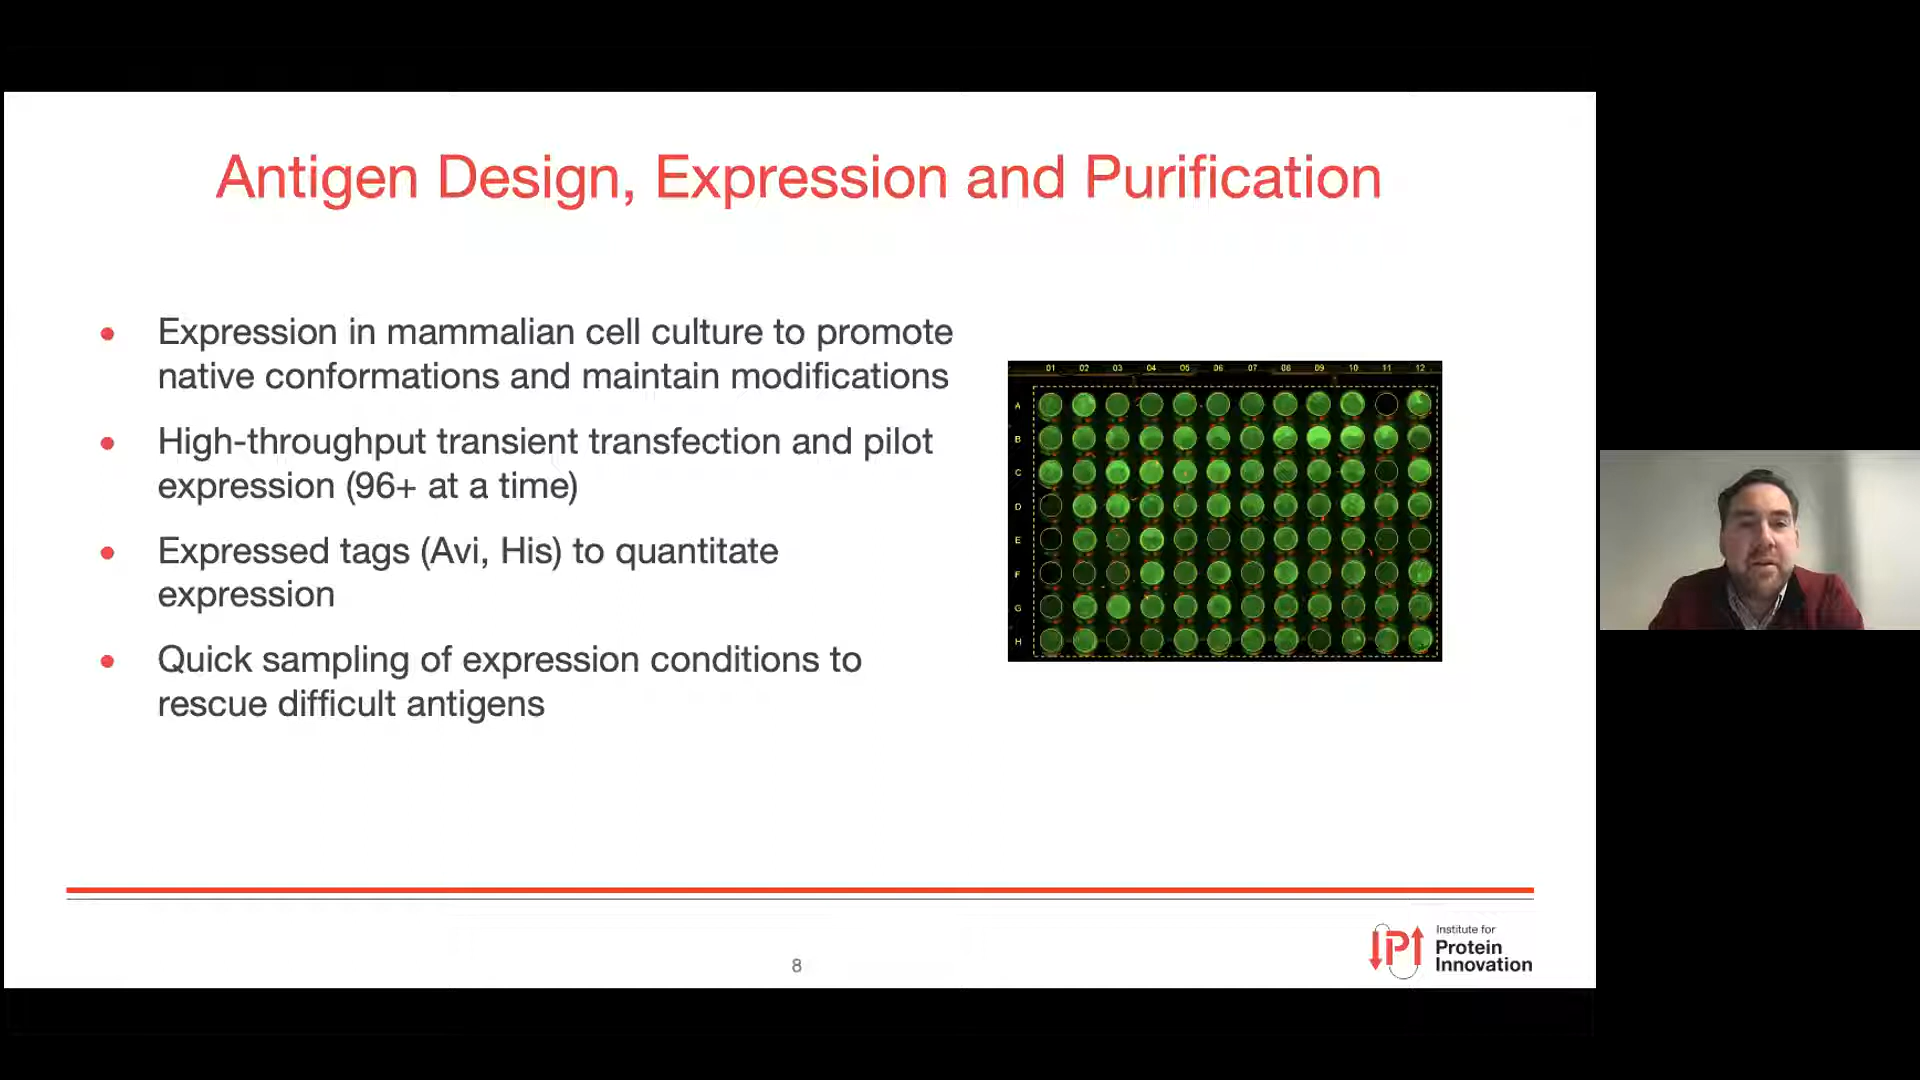 Antigen Design, Expression and Purification
Expression in mammalian cell culture to promote
native conformations and maintain modifications
High-throughput transient transfection and pilot
expression (96+ at a time)
Expressed tags (Avi, His) to quantitate
expression
Quick sampling of expression conditions to
rescue difficult antigens
01 02 03 04 05 06 07 08 09 10 11 12
A
B
C
D
E
F
G
H
8
IPI
Institute for
Protein
Innovation